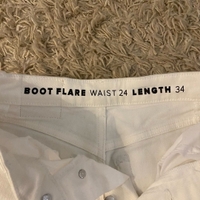 BOOT FLARE WAIST 24 LENGTH 34